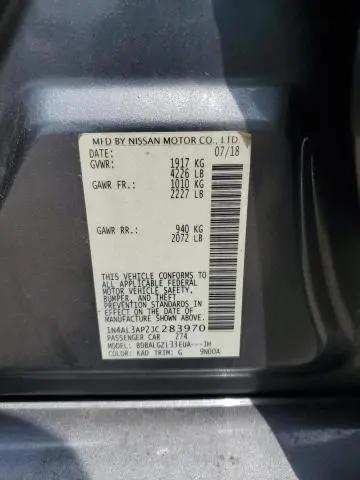 MFD BY NISSAN MOTOR CO., LTD.
DATE: 07/18
GVWR: 1917 KG
4226 LB
GAWR FR.: 1010 KG
2227 LB
GAWR RR.: 940 KG
2072 LB
THIS VEHICLE CONFORMS TO
ALL APPLICABLE FEDERAL
MOTOR VEHICLE SAFETY,
BUMPER, AND THEFT
PREVENTION STANDARDS IN
EFFECT ON THE DATE OF
MANUFACTURE SHOWN ABOVE.
1N4AL3AP2JC283970
PASSENGER CAR 274
MODEL: BDBALGZL33EUA---JH
COLOR: KAD TRIM: G 9N00A